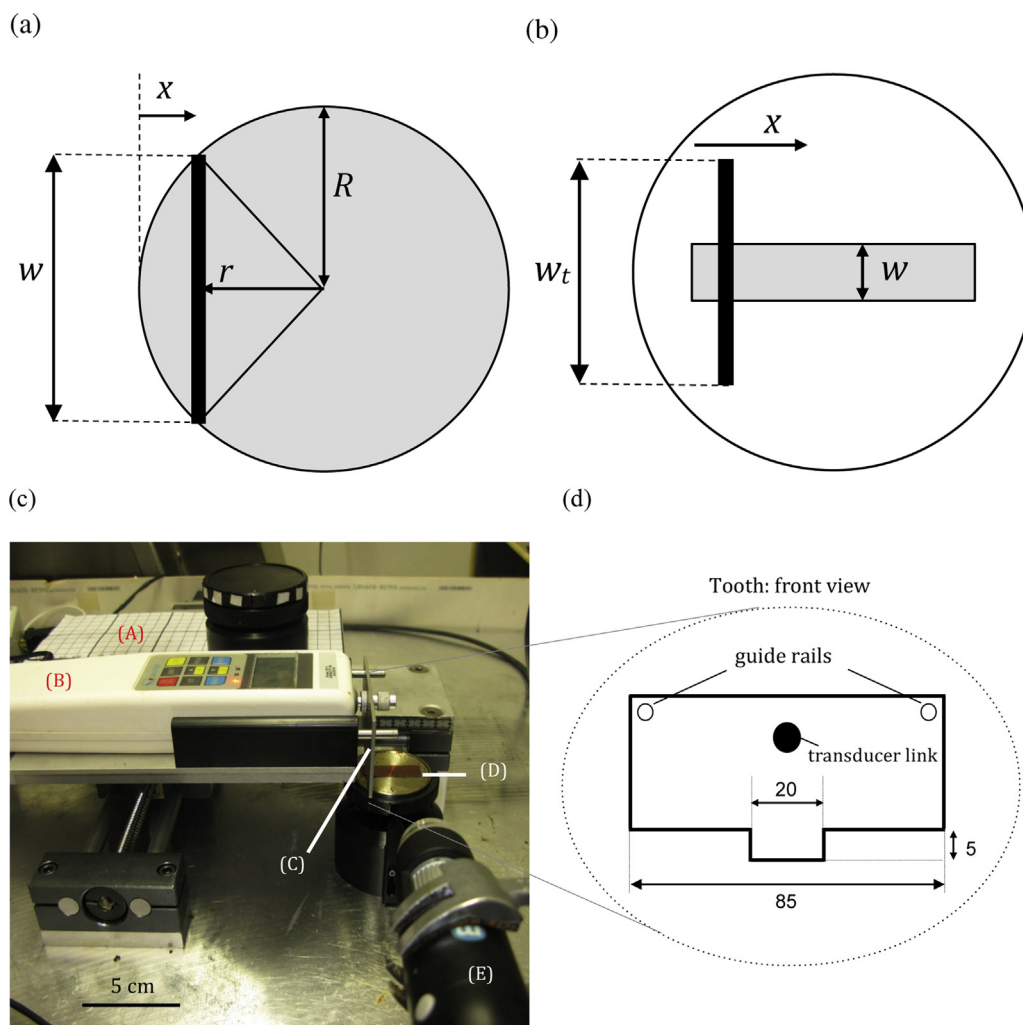 (a)
(b)
x
x
R
w
r
w_t
w
(c)
(d)
Tooth: front view
(A)
guide rails
(B)
transducer link
(D)
20
(C)
5
85
(E)
5 cm